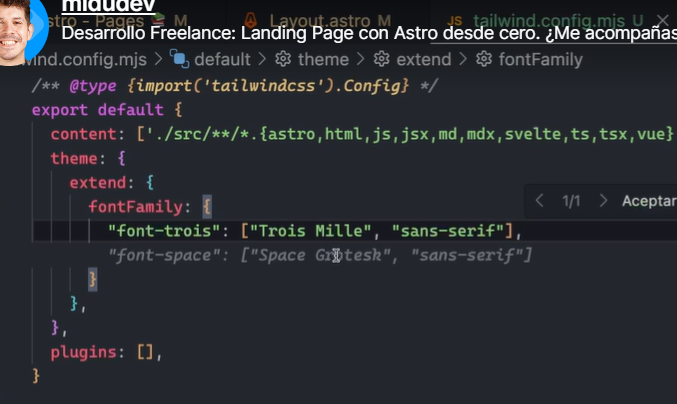 midudev
Desarrollo Freelance: Landing Page con Astro desde cero. ¿Me acompañas
stro - Pages M Layout.astro M JS tailwind.config.mjs U
wind.config.mjs > default > theme > extend > fontFamily
/** @type {import('tailwindcss').Config} */
export default {
content: ['./src/**/*.{astro,html,js,jsx,md,mdx,svelte,ts,tsx,vue}
theme: {
extend: {
fontFamily: {
< 1/1 > Aceptar
"font-trois": ["Trois Mille", "sans-serif"],
"font-space": ["Space Grotesk", "sans-serif"]
}
},
},
plugins: [],
}